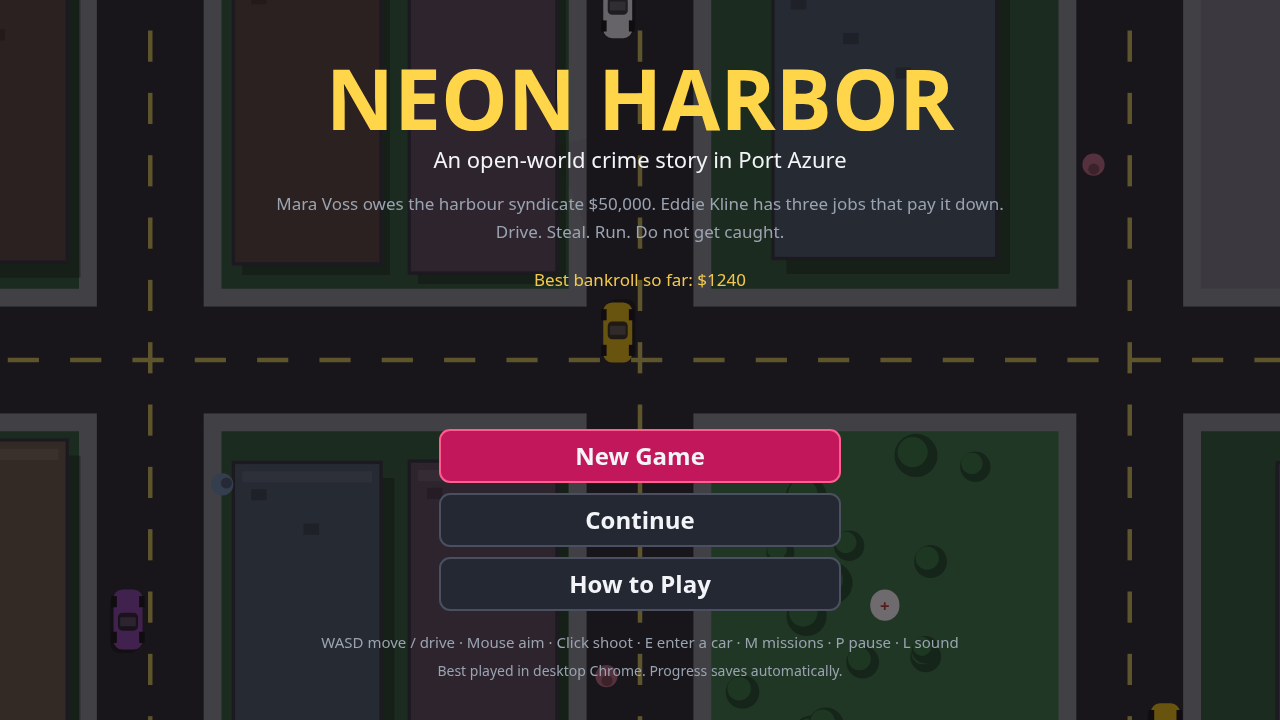 NEON HARBOR
An open-world crime story in Port Azure
Mara Voss owes the harbour syndicate $50,000. Eddie Kline has three jobs that pay it down.
Drive. Steal. Run. Do not get caught.
Best bankroll so far: $1240
New Game
Continue
How to Play
WASD move / drive · Mouse aim · Click shoot · E enter a car · M missions · P pause · L sound
Best played in desktop Chrome. Progress saves automatically.